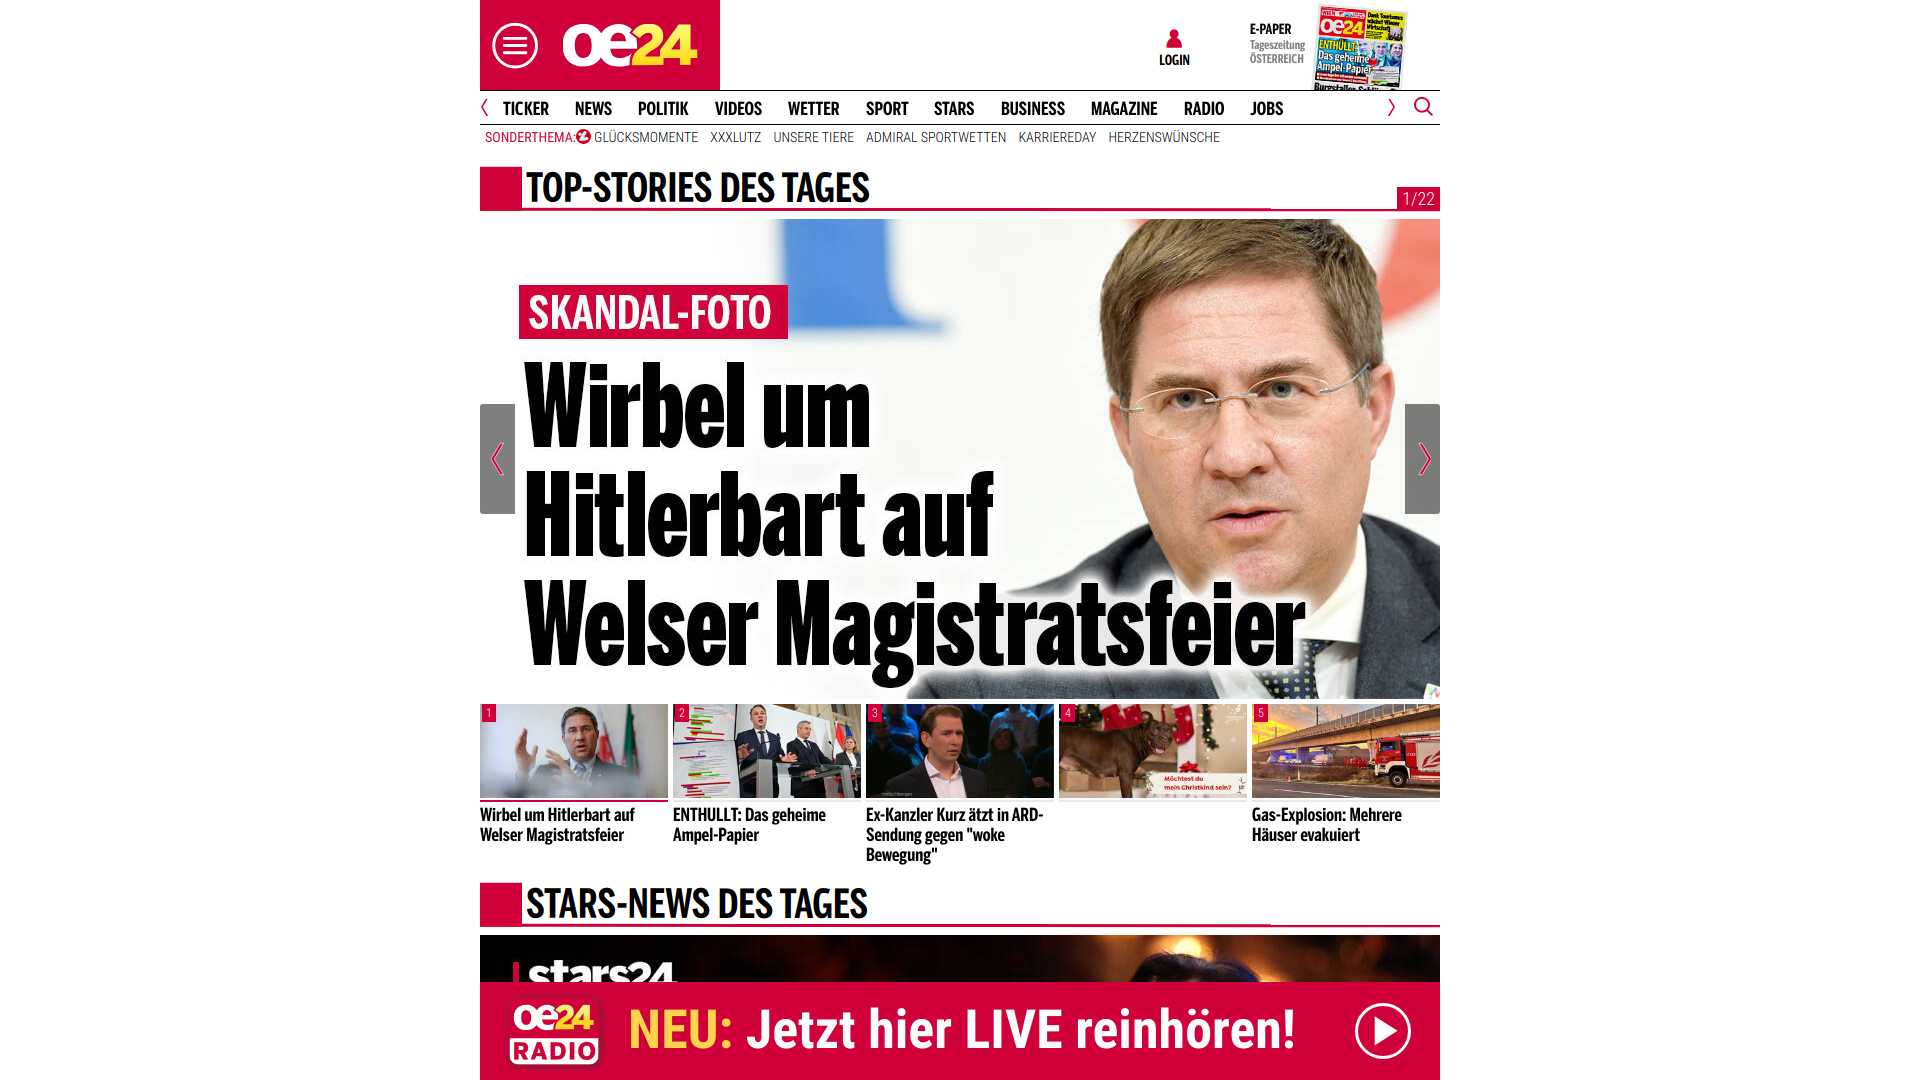 oe24
LOGIN
E-PAPER
Tageszeitung
ÖSTERREICH
oe24
ENTHÜLLT:
Das geheime
Ampel-Papier
TICKER NEWS POLITIK VIDEOS WETTER SPORT STARS BUSINESS MAGAZINE RADIO JOBS
SONDERTHEMA: GLÜCKSMOMENTE XXXLUTZ UNSERE TIERE ADMIRAL SPORTWETTEN KARRIEREDAY HERZENSWÜNSCHE
TOP-STORIES DES TAGES
1/22
SKANDAL-FOTO
Wirbel um
Hitlerbart auf
Welser Magistratsfeier
1
2
3
4
5
Möchtest du
mein Christkind sein?
Wirbel um Hitlerbart auf
Welser Magistratsfeier
ENTHÜLLT: Das geheime
Ampel-Papier
Ex-Kanzler Kurz ätzt in ARD-
Sendung gegen "woke
Bewegung"
Gas-Explosion: Mehrere
Häuser evakuiert
STARS-NEWS DES TAGES
stars24
oe24
RADIO
NEU: Jetzt hier LIVE reinhören!